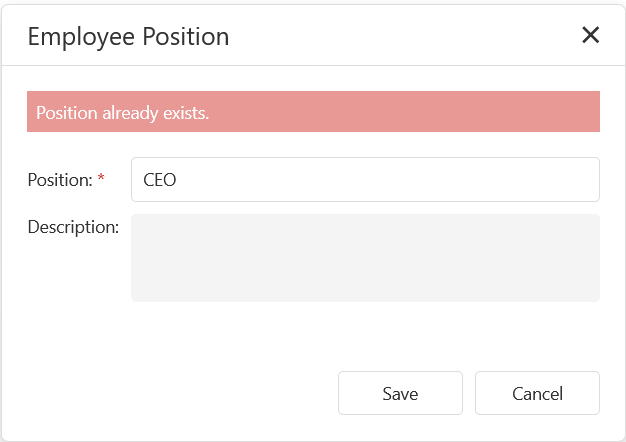 Employee Position
Position already exists.
Position: *
CEO
Description:
Save
Cancel